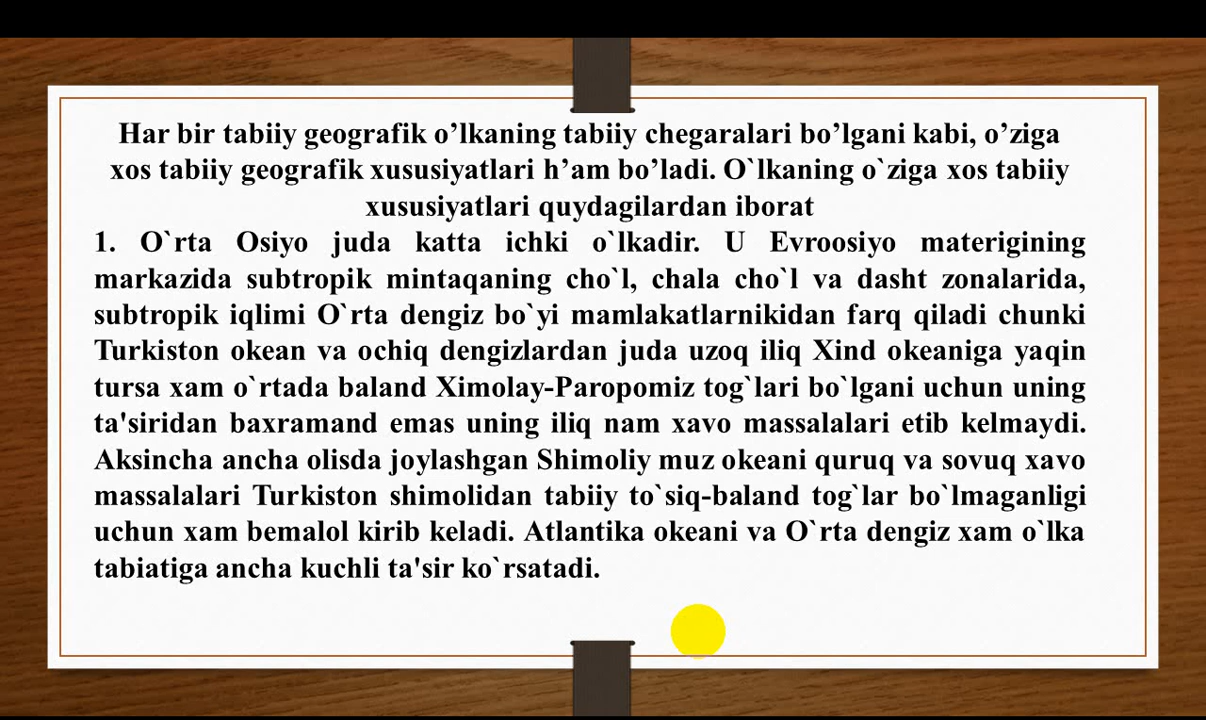 Har bir tabiiy geografik o’lkaning tabiiy chegaralari bo’lgani kabi, o’ziga
xos tabiiy geografik xususiyatlari h’am bo’ladi. O`lkaning o`ziga xos tabiiy
xususiyatlari quydagilardan iborat
1. O`rta Osiyo juda katta ichki o`lkadir. U Evroosiyo materigining
markazida subtropik mintaqaning cho`l, chala cho`l va dasht zonalarida,
subtropik iqlimi O`rta dengiz bo`yi mamlakatlarnikidan farq qiladi chunki
Turkiston okean va ochiq dengizlardan juda uzoq iliq Xind okeaniga yaqin
tursa xam o`rtada baland Ximolay-Paropomiz tog`lari bo`lgani uchun uning
ta'siridan baxramand emas uning iliq nam xavo massalalari etib kelmaydi.
Aksincha ancha olisda joylashgan Shimoliy muz okeani quruq va sovuq xavo
massalalari Turkiston shimolidan tabiiy to`siq-baland tog`lar bo`lmaganligi
uchun xam bemalol kirib keladi. Atlantika okeani va O`rta dengiz xam o`lka
tabiatiga ancha kuchli ta'sir ko`rsatadi.